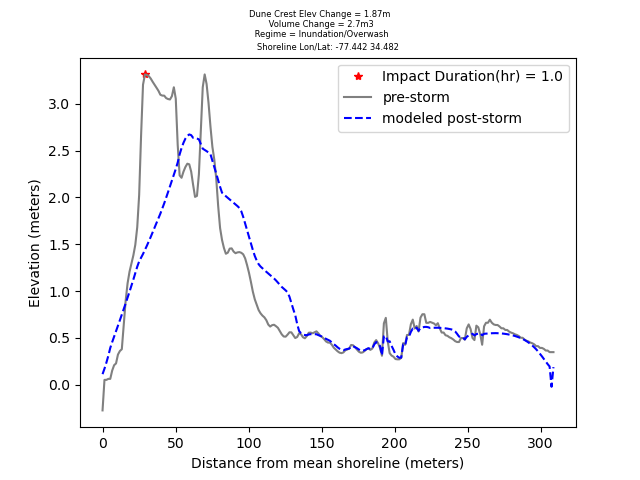 Dune Crest Elev Change = 1.87m
Volume Change = 2.7m3
Regime = Inundation/Overwash
Shoreline Lon/Lat: -77.442 34.482
Impact Duration(hr) = 1.0
pre-storm
modeled post-storm
Elevation (meters)
3.0
2.5
2.0
1.5
1.0
0.5
0.0
0 50 100 150 200 250 300
Distance from mean shoreline (meters)